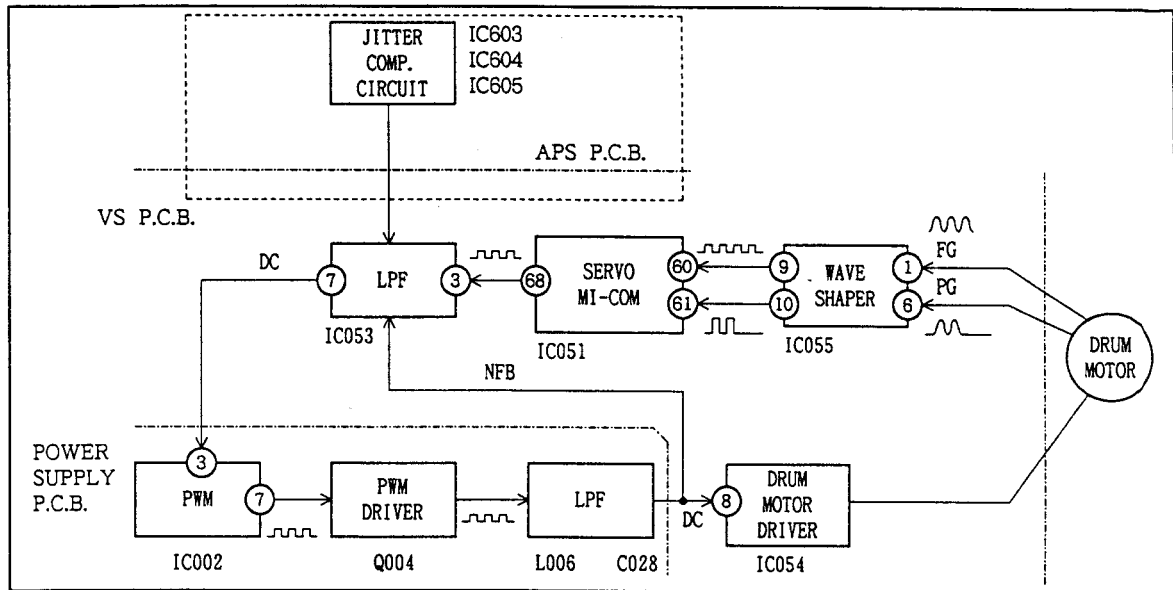 JITTER
COMP.
CIRCUIT
IC603
IC604
IC605
APS P.C.B.
VS P.C.B.
DC
7
LPF
3
IC053
68
SERVO
MI-COM
60
61
IC051
9
10
WAVE
SHAPER
1
6
IC055
FG
PG
DRUM
MOTOR
NFB
POWER
SUPPLY
P.C.B.
3
PWM
7
IC002
PWM
DRIVER
Q004
LPF
L006 C028
DC
8
DRUM
MOTOR
DRIVER
IC054